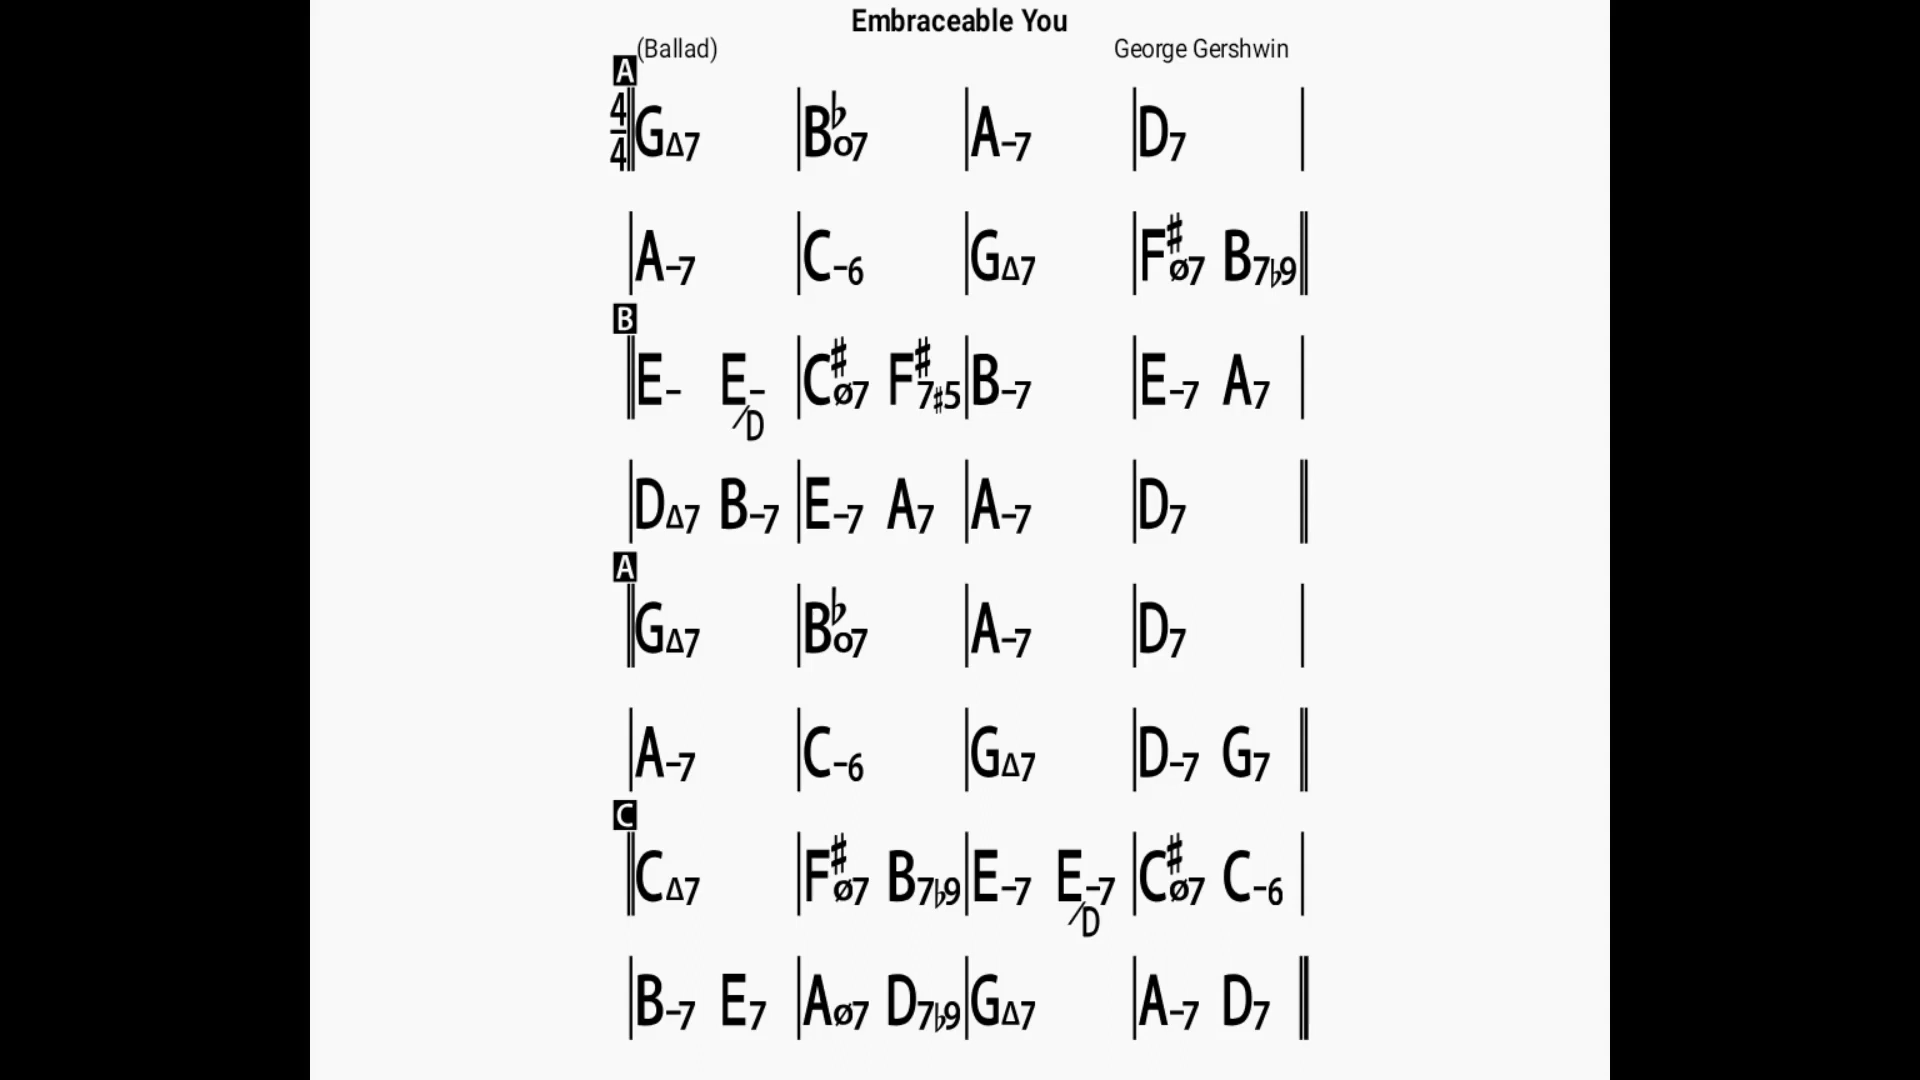 Embraceable You
(Ballad) George Gershwin
A
4/4 GΔ7 | B♭o7 | A-7 | D7
A-7 | C-6 | GΔ7 | F♯ø7 B7♭9
B
E- E-/D | C♯ø7 F♯7♯5 | B-7 | E-7 A7
DΔ7 B-7 | E-7 A7 | A-7 | D7
A
GΔ7 | B♭o7 | A-7 | D7
A-7 | C-6 | GΔ7 | D-7 G7
C
CΔ7 | F♯ø7 B7♭9 | E-7 E-7/D | C♯ø7 C-6
B-7 E7 | Aø7 D7♭9 | GΔ7 | A-7 D7